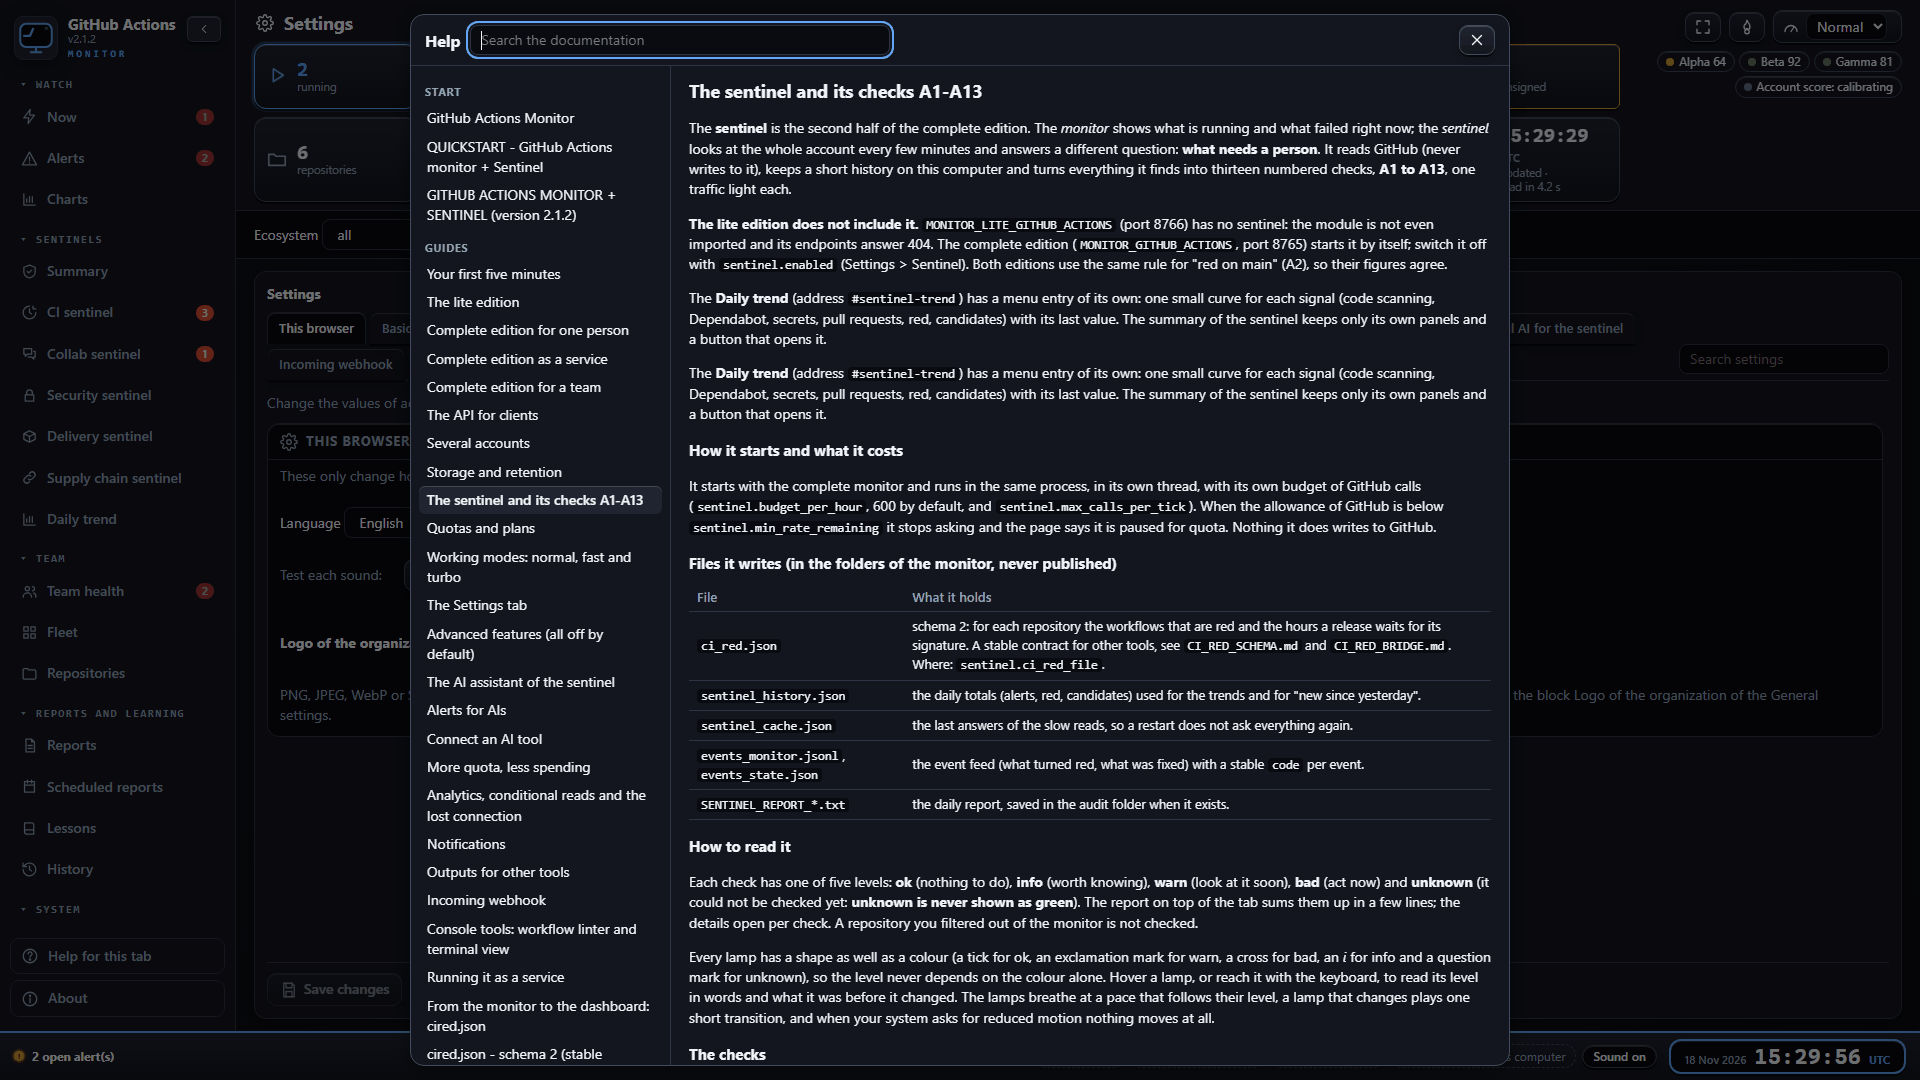 GitHub Actions
v2.1.2
MONITOR
WATCH
Now 1
Alerts 2
Charts
SENTINELS
Summary
CI sentinel 3
Collab sentinel 1
Security sentinel
Delivery sentinel
Supply chain sentinel
Daily trend
TEAM
Team health 2
Fleet
Repositories
REPORTS AND LEARNING
Reports
Scheduled reports
Lessons
History
SYSTEM
Help for this tab
About
2 open alert(s)
Settings
2
running
6
repositories
Ecosystem all
Settings
This browser
Basic
Incoming webhook
THIS BROWSER
Language English
Test each sound:
PNG, JPEG, WebP or
settings.
Save changes
Help
Search the documentation
START
GitHub Actions Monitor
QUICKSTART - GitHub Actions
monitor + Sentinel
GITHUB ACTIONS MONITOR +
SENTINEL (version 2.1.2)
GUIDES
Your first five minutes
The lite edition
Complete edition for one person
Complete edition as a service
Complete edition for a team
The API for clients
Several accounts
Storage and retention
The sentinel and its checks A1-A13
Quotas and plans
Working modes: normal, fast and
turbo
The Settings tab
Advanced features (all off by
default)
The AI assistant of the sentinel
Alerts for AIs
Connect an AI tool
More quota, less spending
Analytics, conditional reads and the
lost connection
Notifications
Outputs for other tools
Incoming webhook
Console tools: workflow linter and
terminal view
Running it as a service
From the monitor to the dashboard:
cired.json
cired.json - schema 2 (stable
The sentinel and its checks A1-A13
The sentinel is the second half of the complete edition. The monitor shows what is running and what failed right now; the sentinel
looks at the whole account every few minutes and answers a different question: what needs a person. It reads GitHub (never
writes to it), keeps a short history on this computer and turns everything it finds into thirteen numbered checks, A1 to A13, one
traffic light each.
The lite edition does not include it. MONITOR_LITE_GITHUB_ACTIONS (port 8766) has no sentinel: the module is not even
imported and its endpoints answer 404. The complete edition ( MONITOR_GITHUB_ACTIONS , port 8765) starts it by itself; switch it off
with sentinel.enabled (Settings > Sentinel). Both editions use the same rule for "red on main" (A2), so their figures agree.
The Daily trend (address #sentinel-trend ) has a menu entry of its own: one small curve for each signal (code scanning,
Dependabot, secrets, pull requests, red, candidates) with its last value. The summary of the sentinel keeps only its own panels and
a button that opens it.
The Daily trend (address #sentinel-trend ) has a menu entry of its own: one small curve for each signal (code scanning,
Dependabot, secrets, pull requests, red, candidates) with its last value. The summary of the sentinel keeps only its own panels and
a button that opens it.
How it starts and what it costs
It starts with the complete monitor and runs in the same process, in its own thread, with its own budget of GitHub calls
( sentinel.budget_per_hour , 600 by default, and sentinel.max_calls_per_tick ). When the allowance of GitHub is below
sentinel.min_rate_remaining it stops asking and the page says it is paused for quota. Nothing it does writes to GitHub.
Files it writes (in the folders of the monitor, never published)
File What it holds
ci_red.json schema 2: for each repository the workflows that are red and the hours a release waits for its
signature. A stable contract for other tools, see CI_RED_SCHEMA.md and CI_RED_BRIDGE.md .
Where: sentinel.ci_red_file .
sentinel_history.json the daily totals (alerts, red, candidates) used for the trends and for "new since yesterday".
sentinel_cache.json the last answers of the slow reads, so a restart does not ask everything again.
events_monitor.jsonl ,
events_state.json the event feed (what turned red, what was fixed) with a stable code per event.
SENTINEL_REPORT_*.txt the daily report, saved in the audit folder when it exists.
How to read it
Each check has one of five levels: ok (nothing to do), info (worth knowing), warn (look at it soon), bad (act now) and unknown (it
could not be checked yet: unknown is never shown as green). The report on top of the tab sums them up in a few lines; the
details open per check. A repository you filtered out of the monitor is not checked.
Every lamp has a shape as well as a colour (a tick for ok, an exclamation mark for warn, a cross for bad, an i for info and a question
mark for unknown), so the level never depends on the colour alone. Hover a lamp, or reach it with the keyboard, to read its level
in words and what it was before it changed. The lamps breathe at a pace that follows their level, a lamp that changes plays one
short transition, and when your system asks for reduced motion nothing moves at all.
The checks
Normal
Alpha 64
Beta 92
Gamma 81
Account score: calibrating
5:29:29
AI for the sentinel
Search settings
the block Logo of the organization of the General
computer
Sound on
18 Nov 2026 15:29:56 UTC